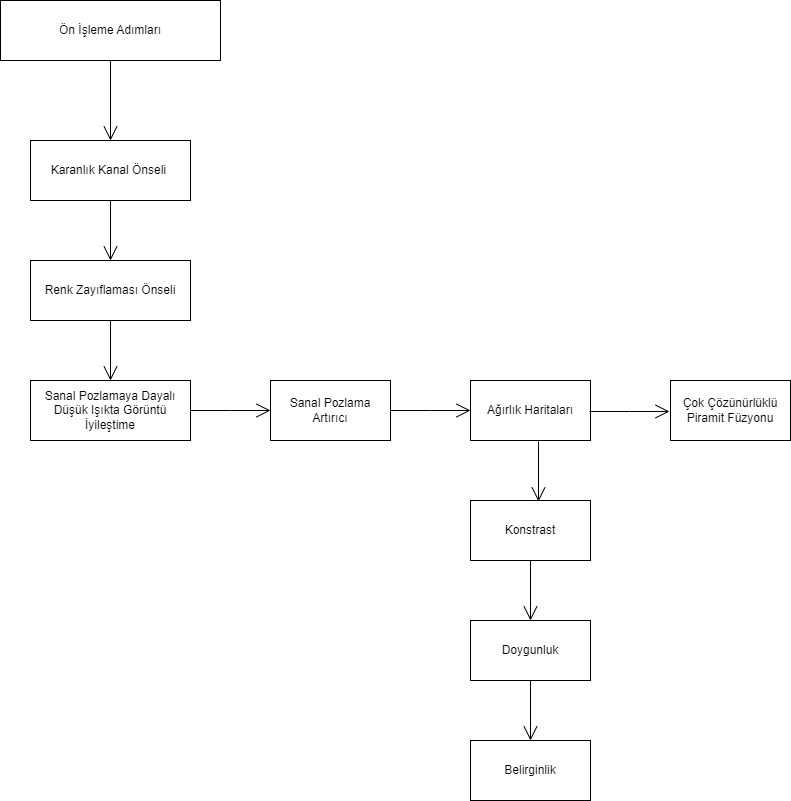 Ön İşleme Adımları
Karanlık Kanal Önseli
Renk Zayıflaması Önseli
Sanal Pozlamaya Dayalı
Düşük Işıkta Görüntü
İyileştime
Sanal Pozlama
Artırıcı
Ağırlık Haritaları
Çok Çözünürlüklü
Piramit Füzyonu
Konstrast
Doygunluk
Belirginlik